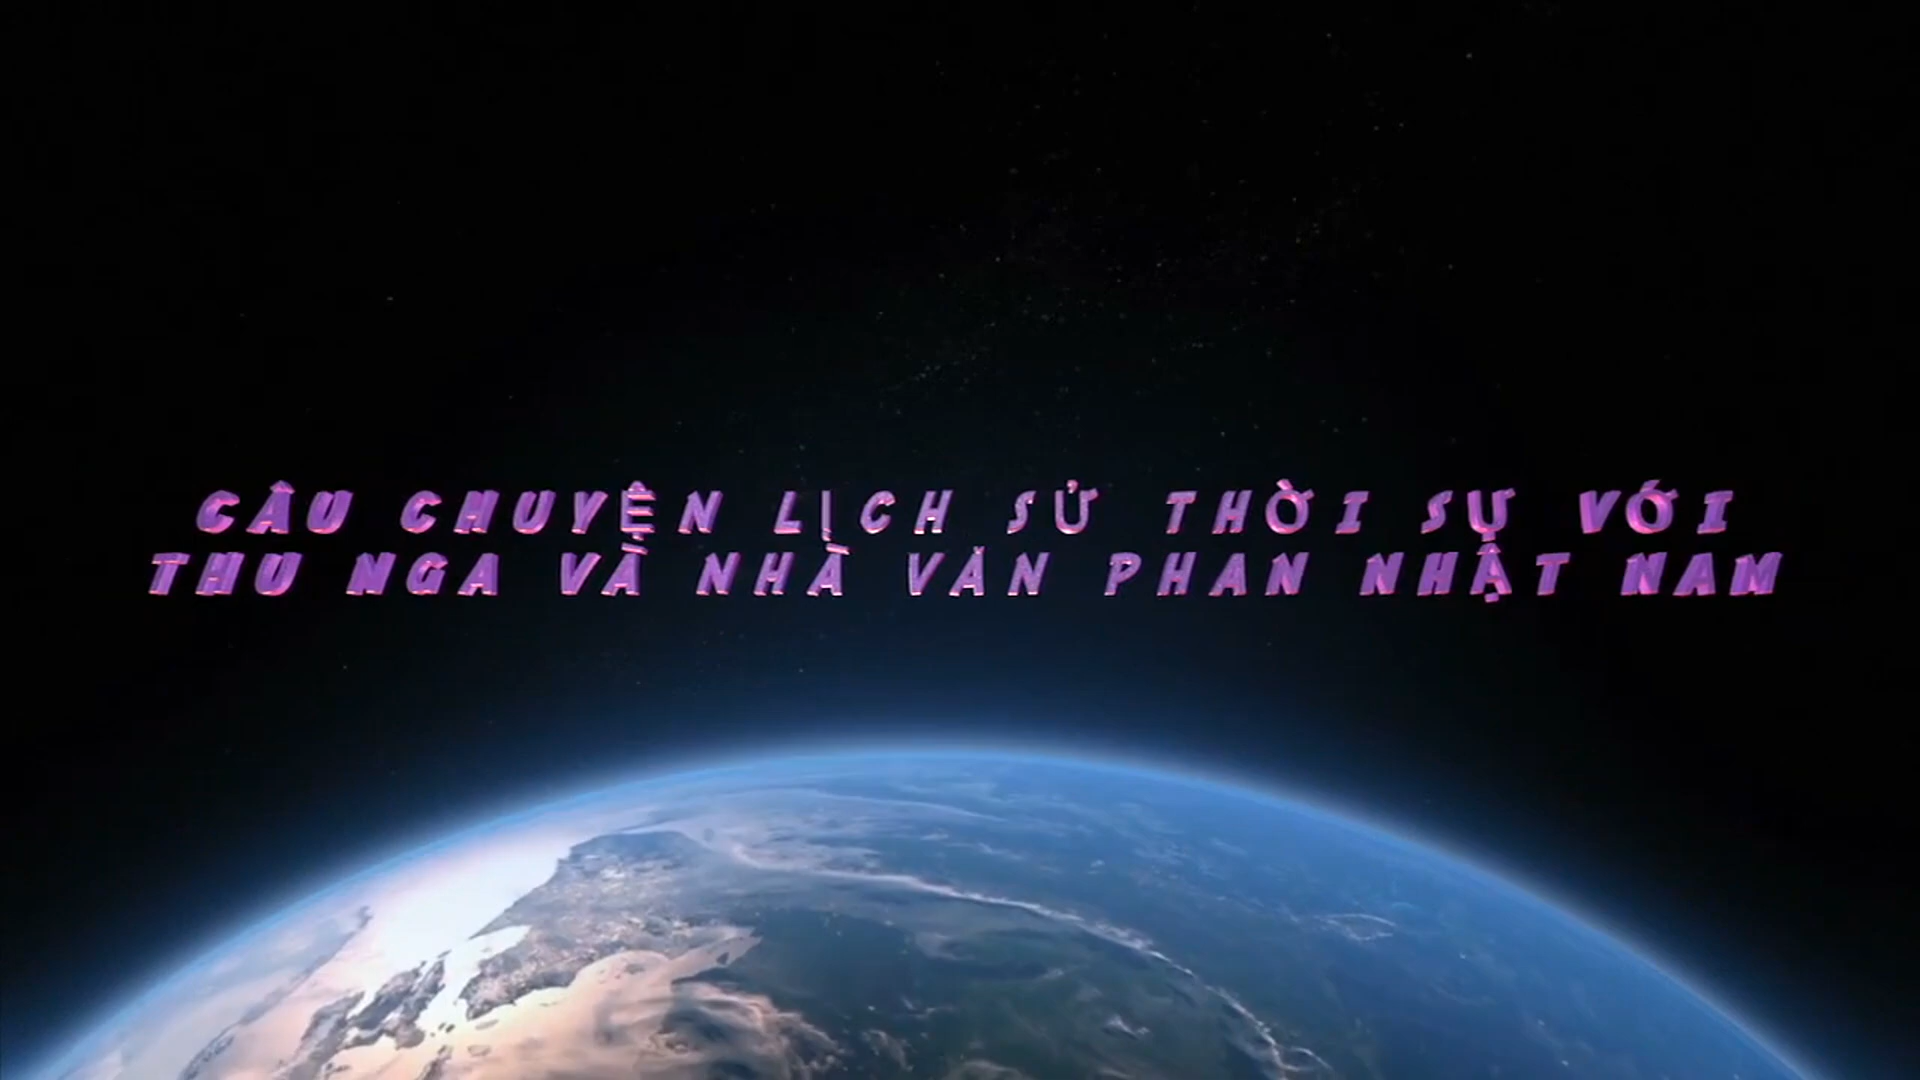 CÂU CHUYỆN LỊCH SỬ THỜI SỰ VỚI
THU NGA VÀ NHÀ VĂN PHAN NHẬT NAM